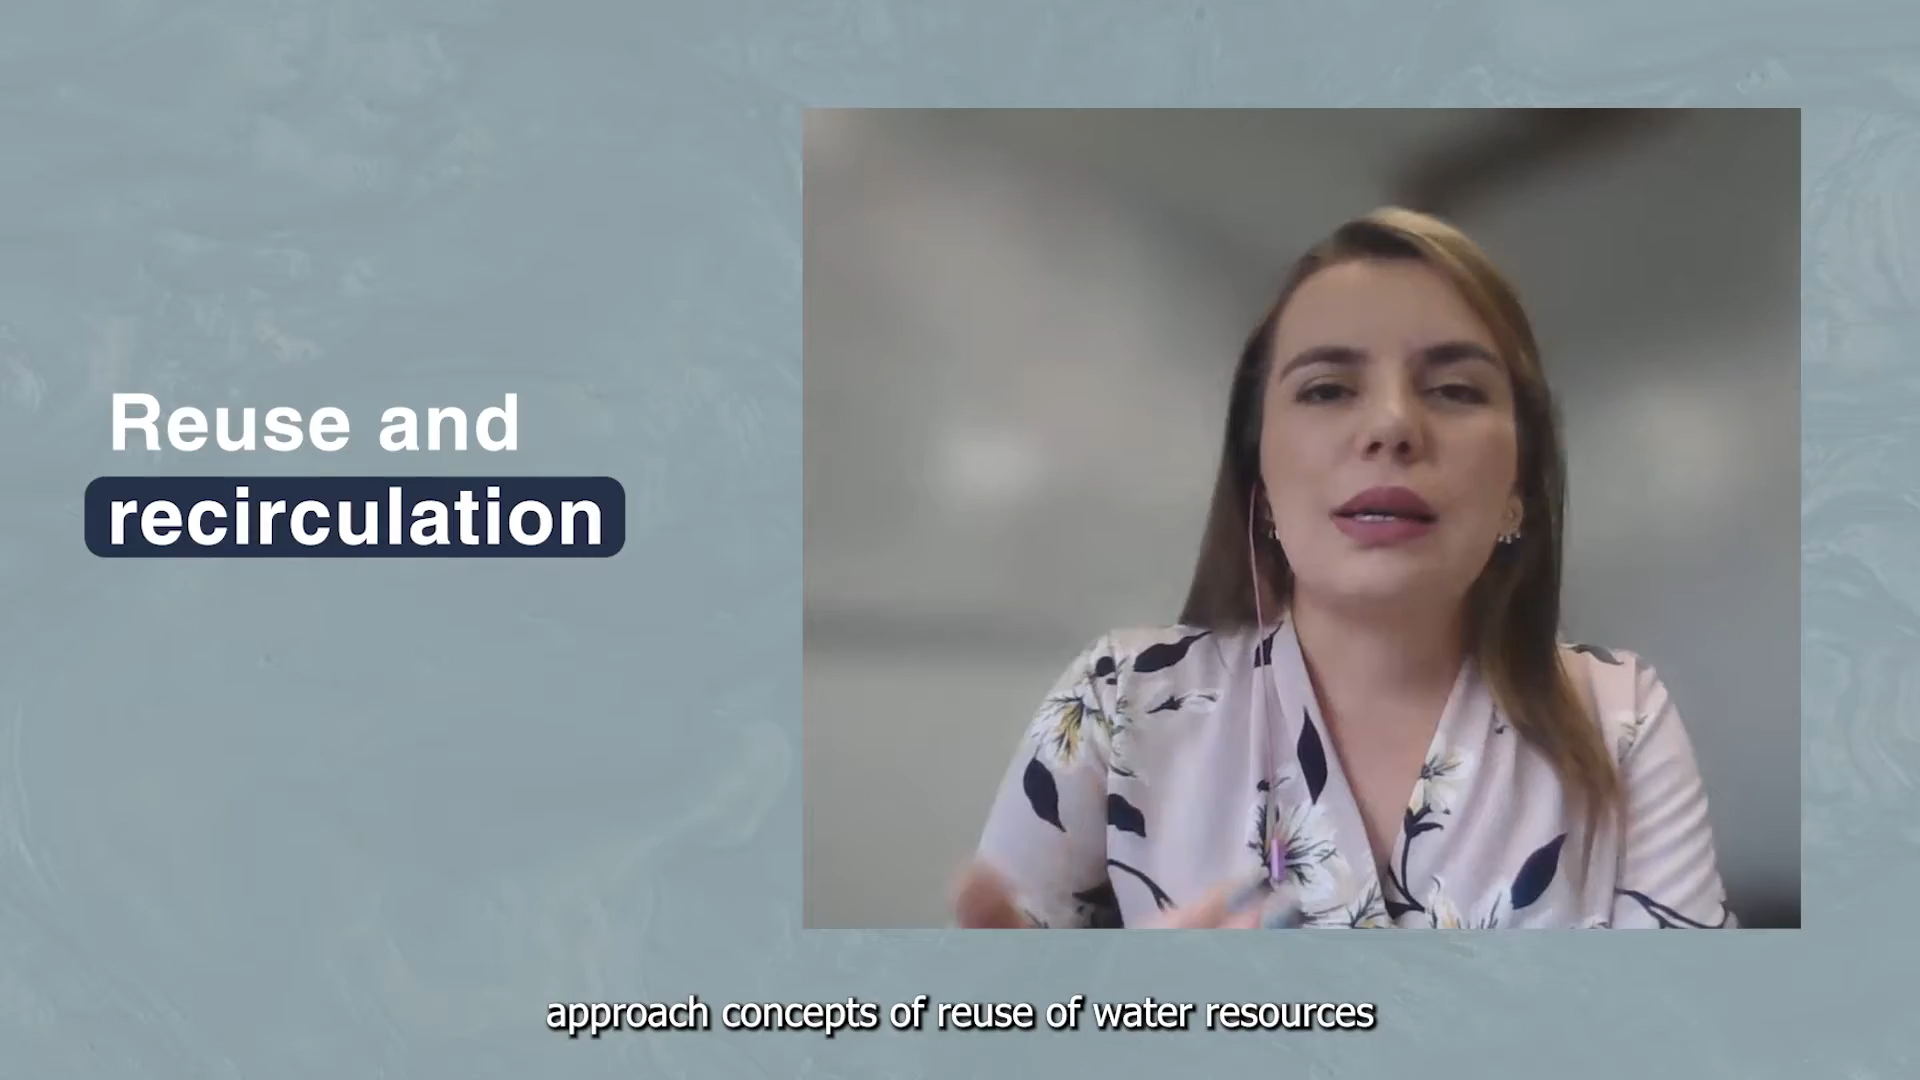 Reuse and
recirculation
approach concepts of reuse of water resources